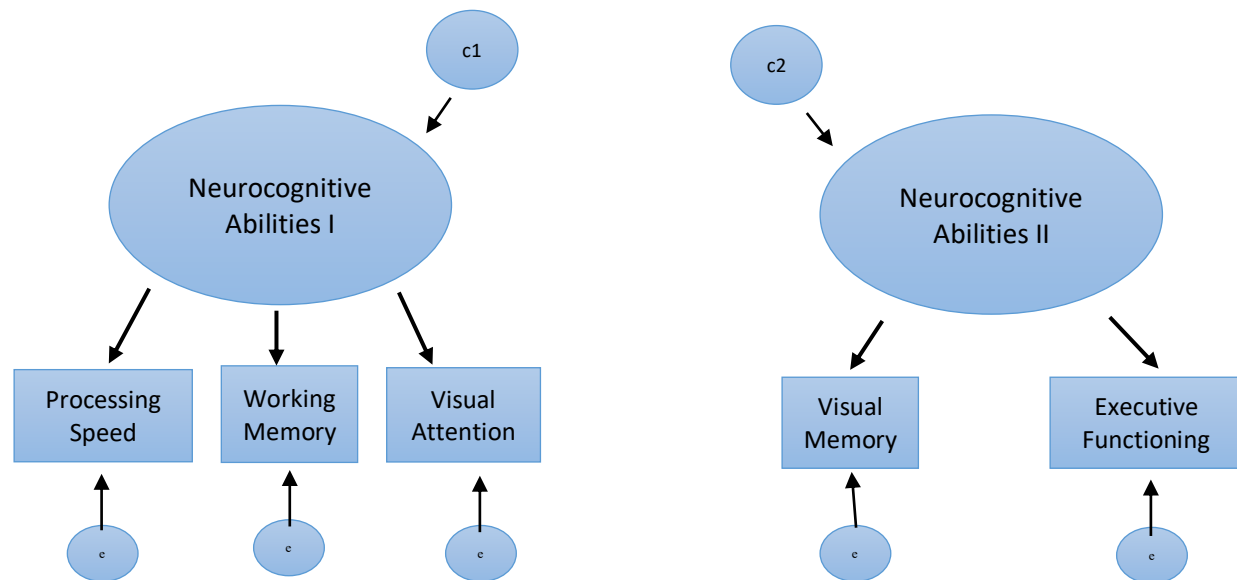 c1
c2
Neurocognitive
Abilities I
Neurocognitive
Abilities II
Processing
Speed
Working
Memory
Visual
Attention
Visual
Memory
Executive
Functioning
e
e
e
e
e